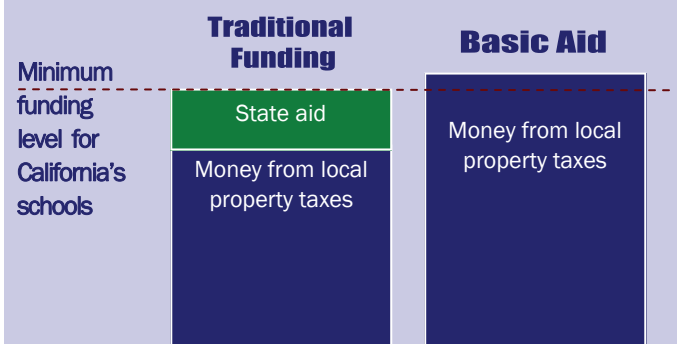 Traditional
Funding
Basic Aid
Minimum
funding
level for
California's
schools
State aid
Money from local
property taxes
Money from local
property taxes